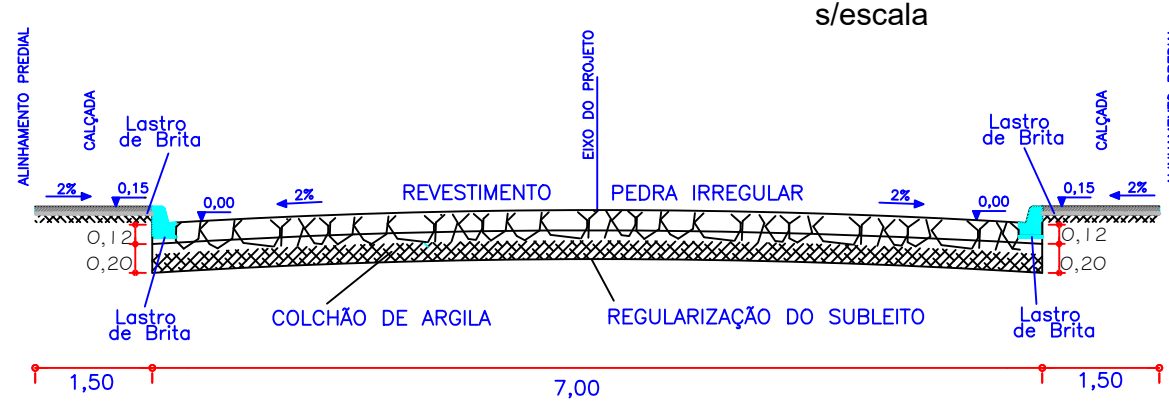 s/escala
ALINHAMENTO PREDIAL
CALÇADA
Lastro
de Brita
EIXO DO PROJETO
Lastro
de Brita
CALÇADA
2%
0,15
0,00
2%
REVESTIMENTO PEDRA IRREGULAR
2%
0,00
0,15
2%
0,12
0,20
0,12
0,20
Lastro
de Brita
COLCHÃO DE ARGILA
REGULARIZAÇÃO DO SUBLEITO
Lastro
de Brita
1,50
7,00
1,50